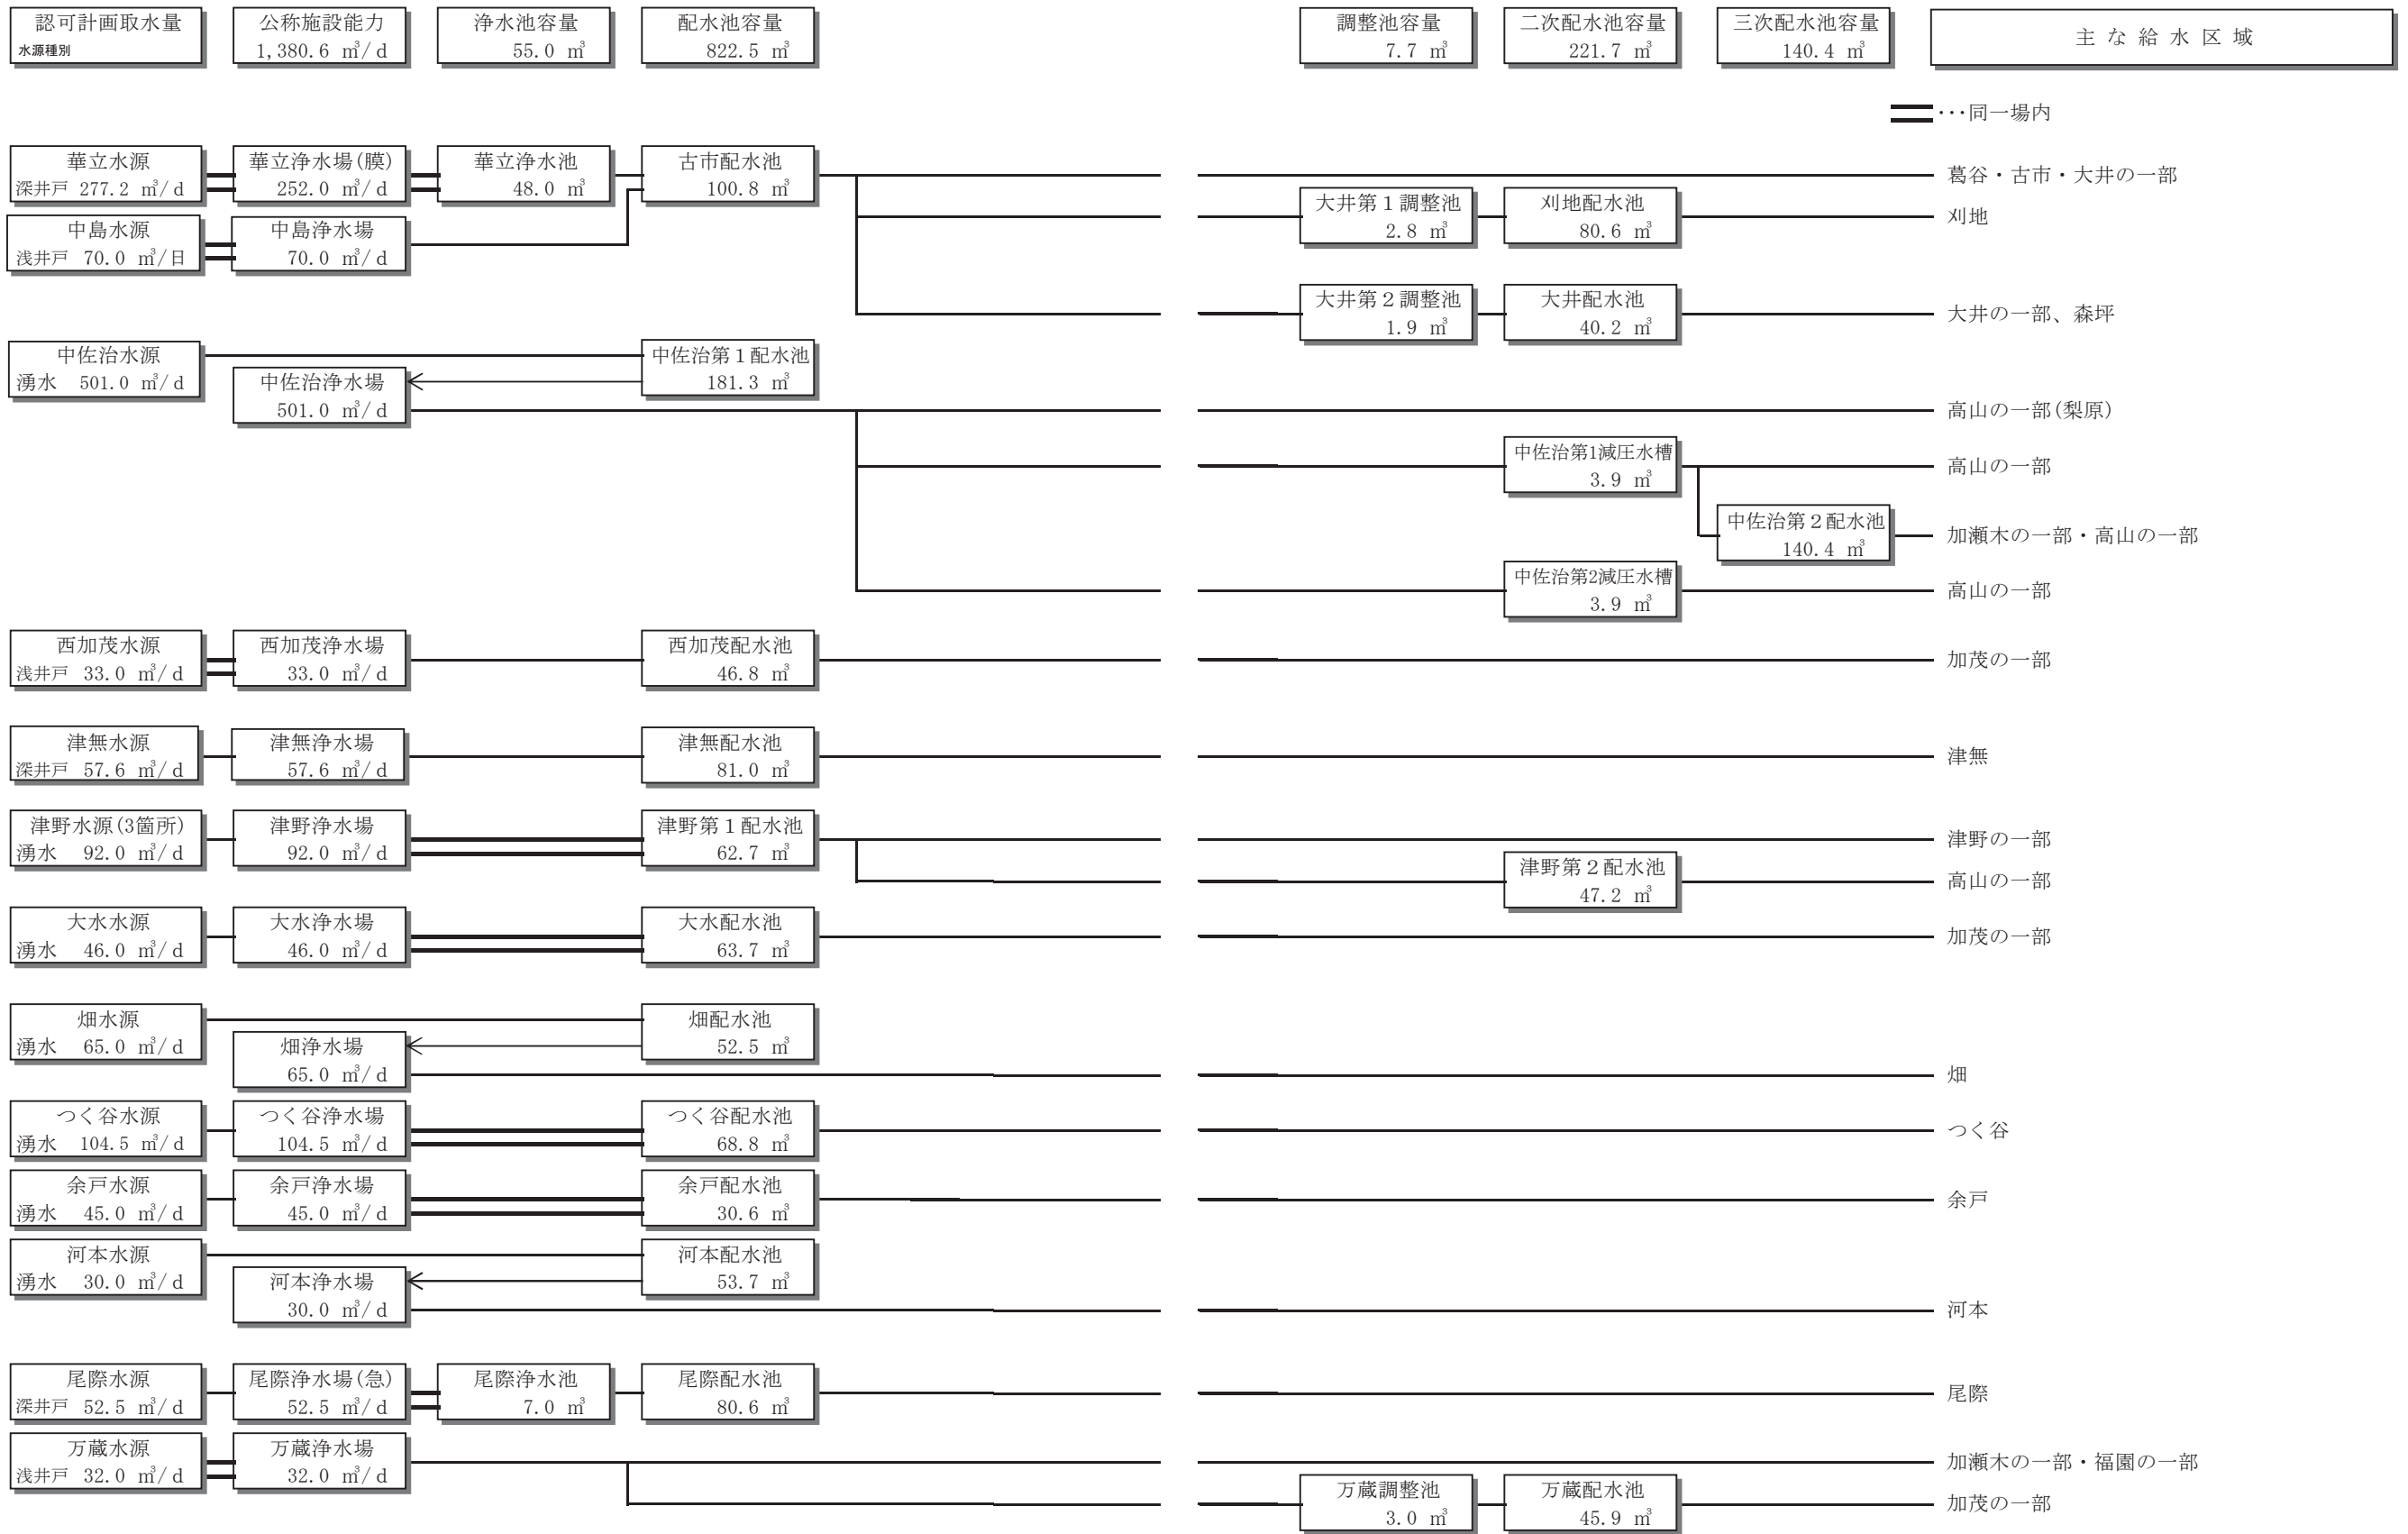 認可計画取水量
水源種別
公称施設能力
1,380.6 ㎥/d
浄水池容量
55.0 ㎥
配水池容量
822.5 ㎥
調整池容量
7.7 ㎥
二次配水池容量
221.7 ㎥
三次配水池容量
140.4 ㎥
主な給水区域
･･･同一場内
華立水源
深井戸 277.2 ㎥/d
華立浄水場(膜)
252.0 ㎥/d
華立浄水池
48.0 ㎥
古市配水池
100.8 ㎥
葛谷・古市・大井の一部
中島水源
浅井戸 70.0 ㎥/日
中島浄水場
70.0 ㎥/d
大井第１調整池
2.8 ㎥
刈地配水池
80.6 ㎥
刈地
大井第２調整池
1.9 ㎥
大井配水池
40.2 ㎥
大井の一部、森坪
中佐治水源
湧水 501.0 ㎥/d
中佐治浄水場
501.0 ㎥/d
中佐治第１配水池
181.3 ㎥
高山の一部(梨原)
中佐治第1減圧水槽
3.9 ㎥
高山の一部
中佐治第２配水池
140.4 ㎥
加瀬木の一部・高山の一部
中佐治第2減圧水槽
3.9 ㎥
高山の一部
西加茂水源
浅井戸 33.0 ㎥/d
西加茂浄水場
33.0 ㎥/d
西加茂配水池
46.8 ㎥
加茂の一部
津無水源
深井戸 57.6 ㎥/d
津無浄水場
57.6 ㎥/d
津無配水池
81.0 ㎥
津無
津野水源(3箇所)
湧水 92.0 ㎥/d
津野浄水場
92.0 ㎥/d
津野第１配水池
62.7 ㎥
津野の一部
津野第２配水池
47.2 ㎥
高山の一部
大水水源
湧水 46.0 ㎥/d
大水浄水場
46.0 ㎥/d
大水配水池
63.7 ㎥
加茂の一部
畑水源
湧水 65.0 ㎥/d
畑浄水場
65.0 ㎥/d
畑配水池
52.5 ㎥
畑
つく谷水源
湧水 104.5 ㎥/d
つく谷浄水場
104.5 ㎥/d
つく谷配水池
68.8 ㎥
つく谷
余戸水源
湧水 45.0 ㎥/d
余戸浄水場
45.0 ㎥/d
余戸配水池
30.6 ㎥
余戸
河本水源
湧水 30.0 ㎥/d
河本浄水場
30.0 ㎥/d
河本配水池
53.7 ㎥
河本
尾際水源
深井戸 52.5 ㎥/d
尾際浄水場(急)
52.5 ㎥/d
尾際浄水池
7.0 ㎥
尾際配水池
80.6 ㎥
尾際
万蔵水源
浅井戸 32.0 ㎥/d
万蔵浄水場
32.0 ㎥/d
加瀬木の一部・福園の一部
万蔵調整池
3.0 ㎥
万蔵配水池
45.9 ㎥
加茂の一部